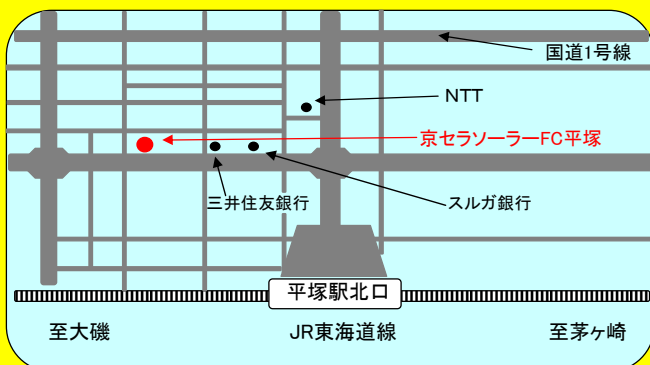 国道1号線
NTT
京セラソーラーFC平塚
三井住友銀行
スルガ銀行
平塚駅北口
至大磯
JR東海道線
至茅ヶ崎